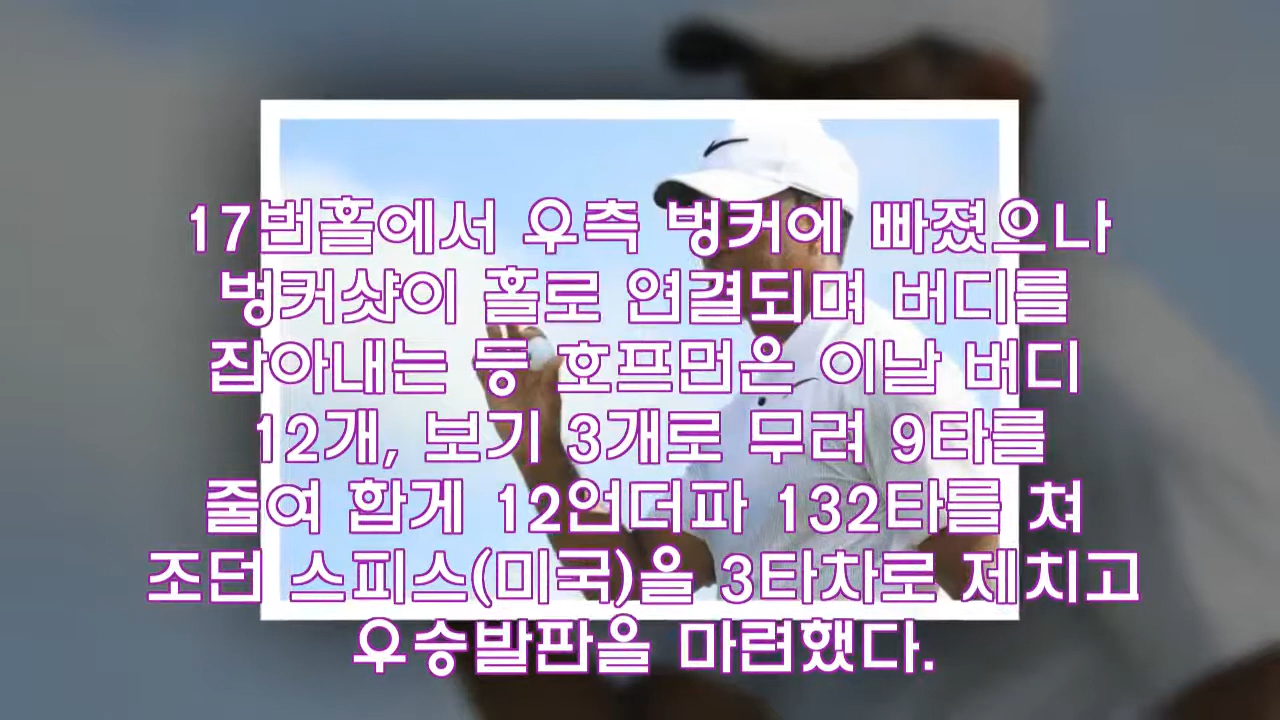 17번홀에서 우측 벙커에 빠졌으나
벙커샷이 홀로 연결되며 버디를
잡아내는 등 호프먼은 이날 버디
12개, 보기 3개로 무려 9타를
줄여 합게 12언더파 132타를 쳐
조던 스피스(미국)을 3타차로 제치고
우승발판을 마련했다.